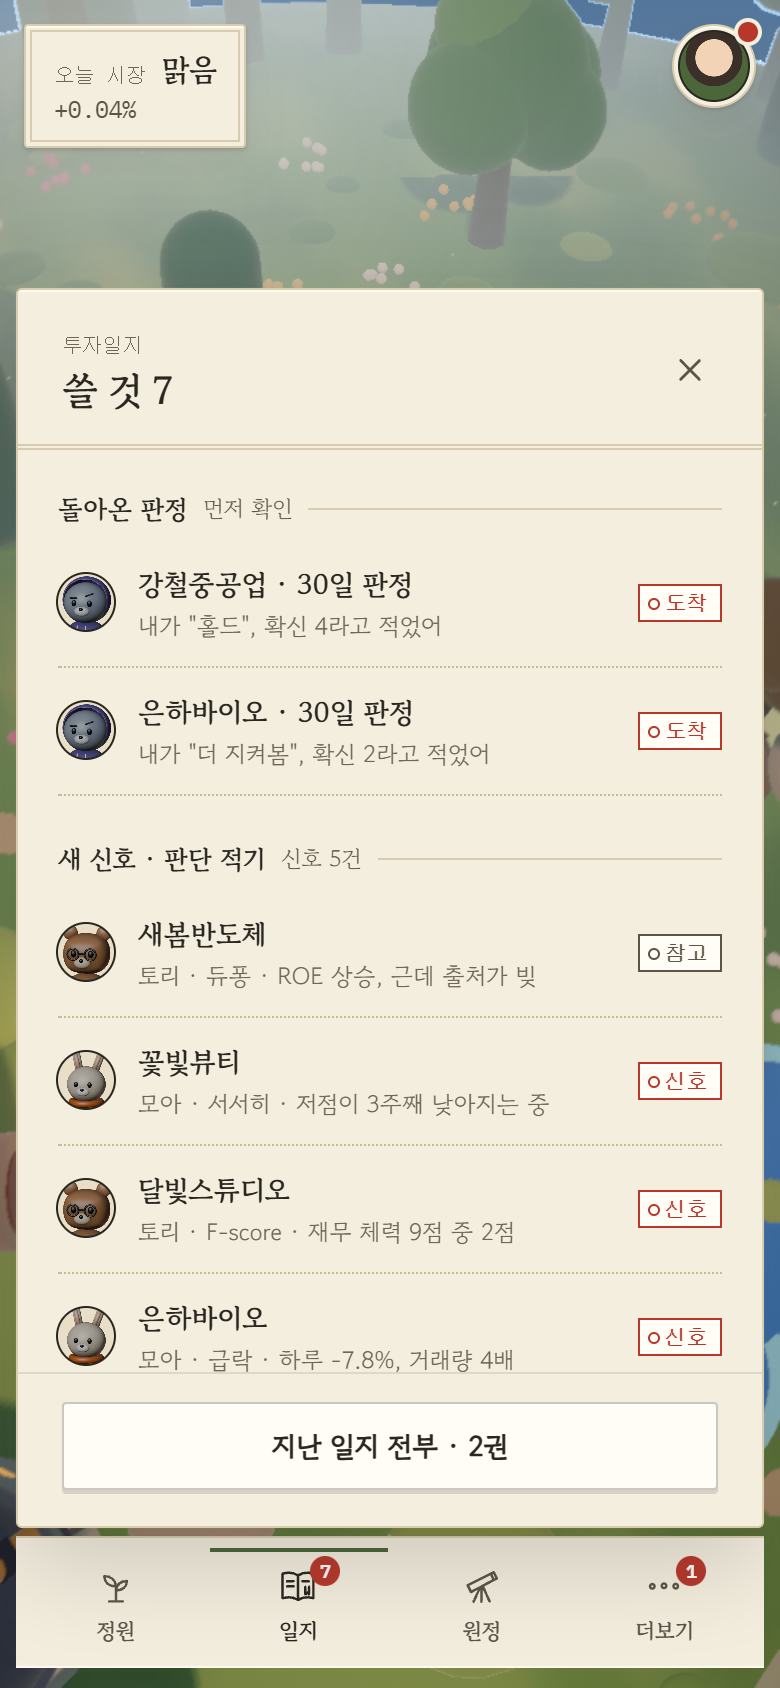 오늘 시장 맑음
+0.04%
투자일지
쓸 것 7
돌아온 판정 먼저 확인
강철중공업 · 30일 판정
내가 "홀드", 확신 4라고 적었어
도착
은하바이오 · 30일 판정
내가 "더 지켜봄", 확신 2라고 적었어
도착
새 신호 · 판단 적기 신호 5건
새봄반도체
토리 · 듀퐁 · ROE 상승, 근데 출처가 빚
참고
꽃빛뷰티
모아 · 서서히 · 저점이 3주째 낮아지는 중
신호
달빛스튜디오
토리 · F-score · 재무 체력 9점 중 2점
신호
은하바이오
모아 · 급락 · 하루 -7.8%, 거래량 4배
신호
지난 일지 전부 · 2권
7
1
정원
일지
원정
더보기